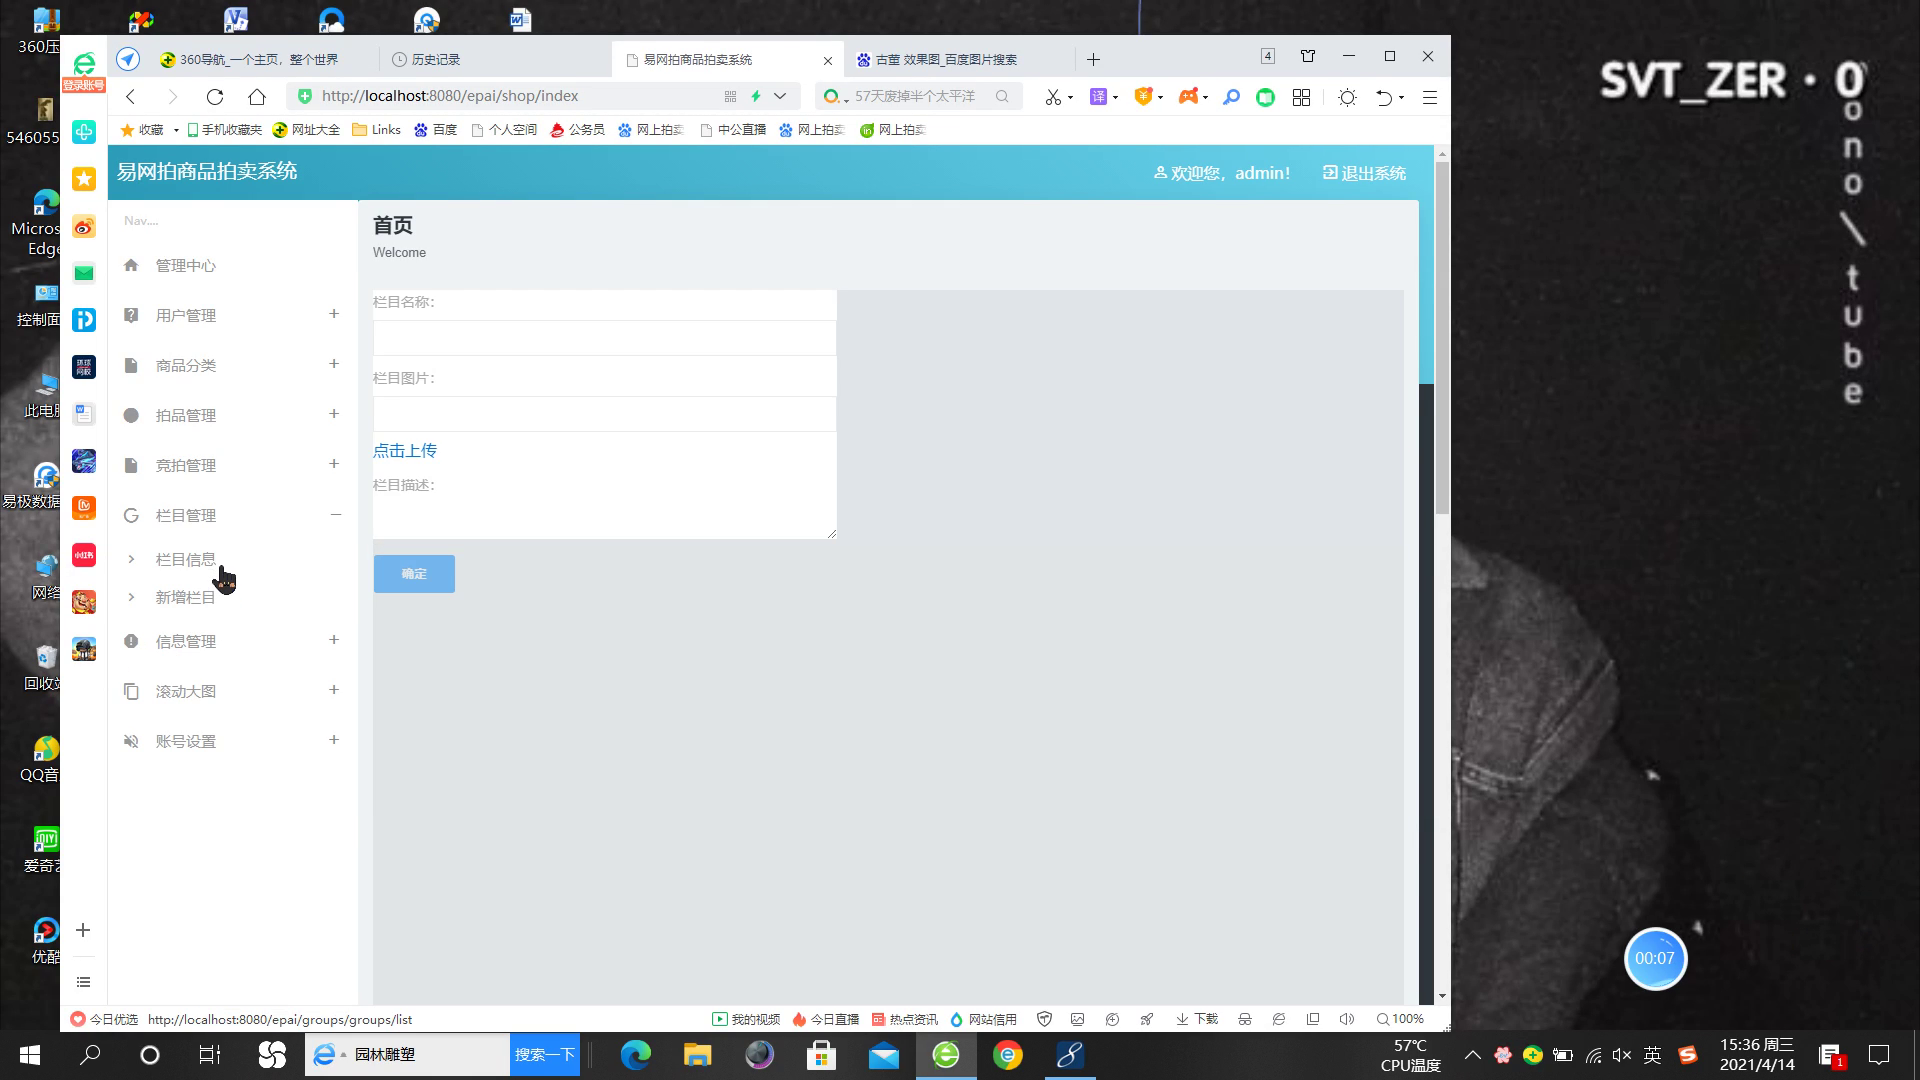 360压
546055
Micros
Edge
控制面
此电脑
易极数据
网络
回收站
QQ音
爱奇艺
优酷
SVT_ZER · 0
ono\tube
登录账号
360导航_一个主页，整个世界
历史记录
易网拍商品拍卖系统
古董 效果图_百度图片搜索
4
http://localhost:8080/epai/shop/index
57天废掉半个太平洋
译
收藏
手机收藏夹
网址大全
Links
百度
个人空间
公务员
网上拍卖
中公直播
网上拍卖
网上拍卖
易网拍商品拍卖系统
欢迎您，admin!
退出系统
Nav....
管理中心
用户管理
商品分类
拍品管理
竞拍管理
栏目管理
栏目信息
新增栏目
信息管理
滚动大图
账号设置
首页
Welcome
栏目名称:
栏目图片:
点击上传
栏目描述:
确定
小红书
00:07
今日优选
http://localhost:8080/epai/groups/groups/list
我的视频
今日直播
热点资讯
网站信用
下载
100%
园林雕塑
搜索一下
57℃
CPU温度
英
15:36 周三
2021/4/14
1